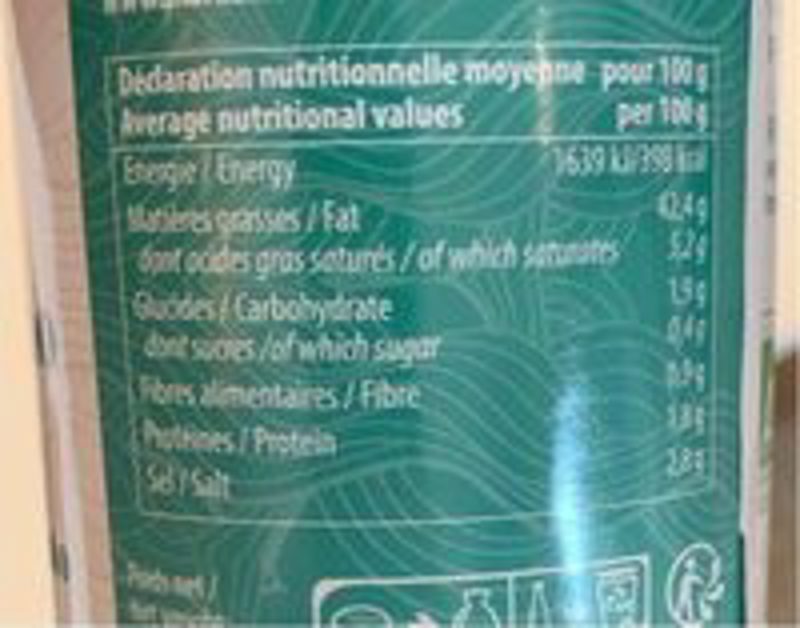 Déclaration nutritionnelle moyenne pour 100 g
Average nutritional values per 100 g
Energie / Energy 1639 kJ/398 kcal
Matières grasses / Fat 42,4 g
dont acides gras saturés / of which saturates 5,2 g
Glucides / Carbohydrate 1,9 g
dont sucres /of which sugar 0,4 g
Fibres alimentaires / Fibre 0,9 g
Protéines / Protein 1,8 g
Sel / Salt 2,8 g
Poids net /